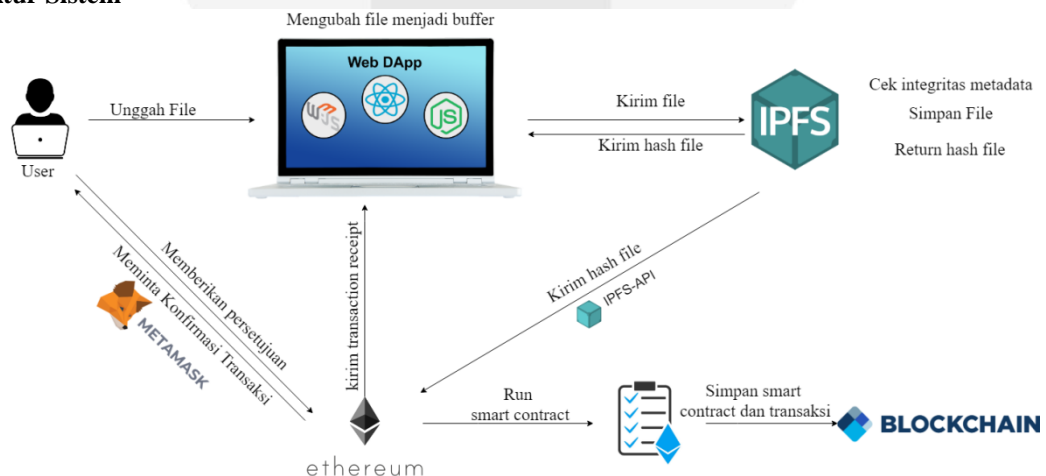 Mengubah file menjadi buffer
Web DApp
W3JS
JS
Unggah File
User
Kirim file
Kirim hash file
IPFS
Cek integritas metadata
Simpan File
Return hash file
Memberikan persetujuan
Meminta Konfirmasi Transaksi
METAMASK
kirim transaction receipt
Kirim hash file
IPFS-API
ethereum
Run
smart contract
Simpan smart
contract dan transaksi
BLOCKCHAIN